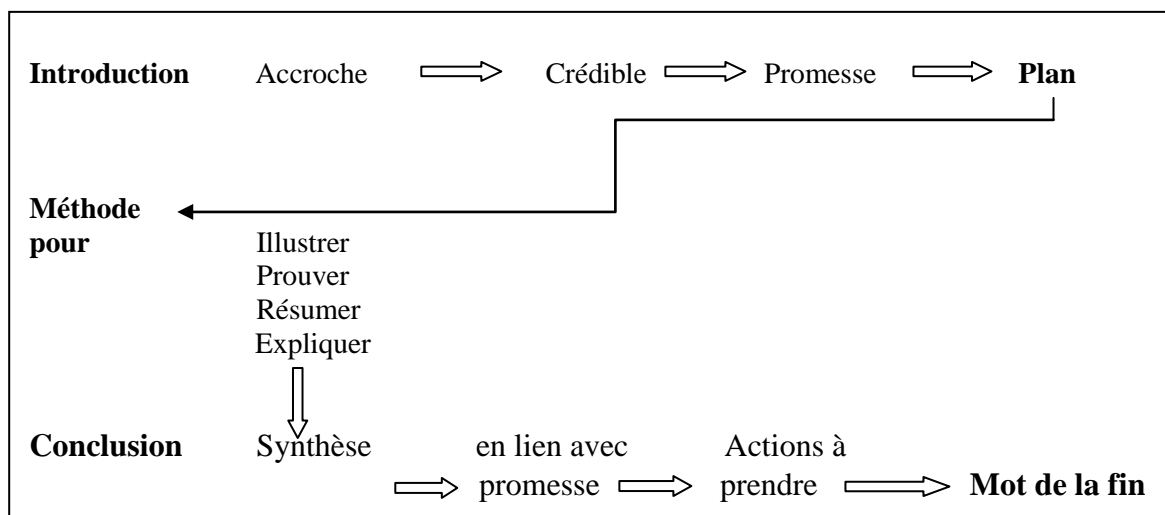 Introduction Accroche Crédible Promesse Plan
Méthode
pour Illustrer
Prouver
Résumer
Expliquer
Conclusion Synthèse en lien avec Actions à
promesse prendre Mot de la fin